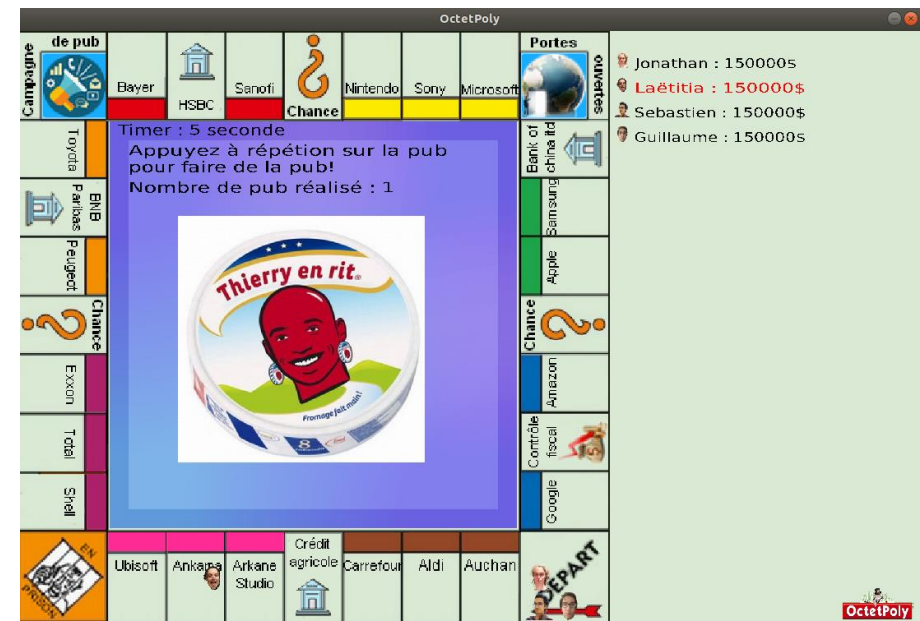 OctetPoly
Campagne
de pub
Bayer
HSBC
Sanofi
Chance
Nintendo
Sony
Microsoft
Portes
ouvertes
Jonathan : 150000$
Laëtitia : 150000$
Sebastien : 150000$
Guillaume : 150000$
Timer : 5 seconde
Appuyez à répétion sur la pub
pour faire de la pub!
Nombre de pub réalisé : 1
Toyota
BNB
Paribas
Peugeot
Chance
Exxon
Total
Shell
Thierry en rit
Fromage fait main!
8
Bank of
china ltd
Samsung
Apple
Chance
Amazon
Contrôle
fiscal
Google
EN
PRISON
Ubisoft
Ankama
Arkane
Studio
Crédit
agricole
Carrefour
Aldi
Auchan
DÉPART
OctetPoly